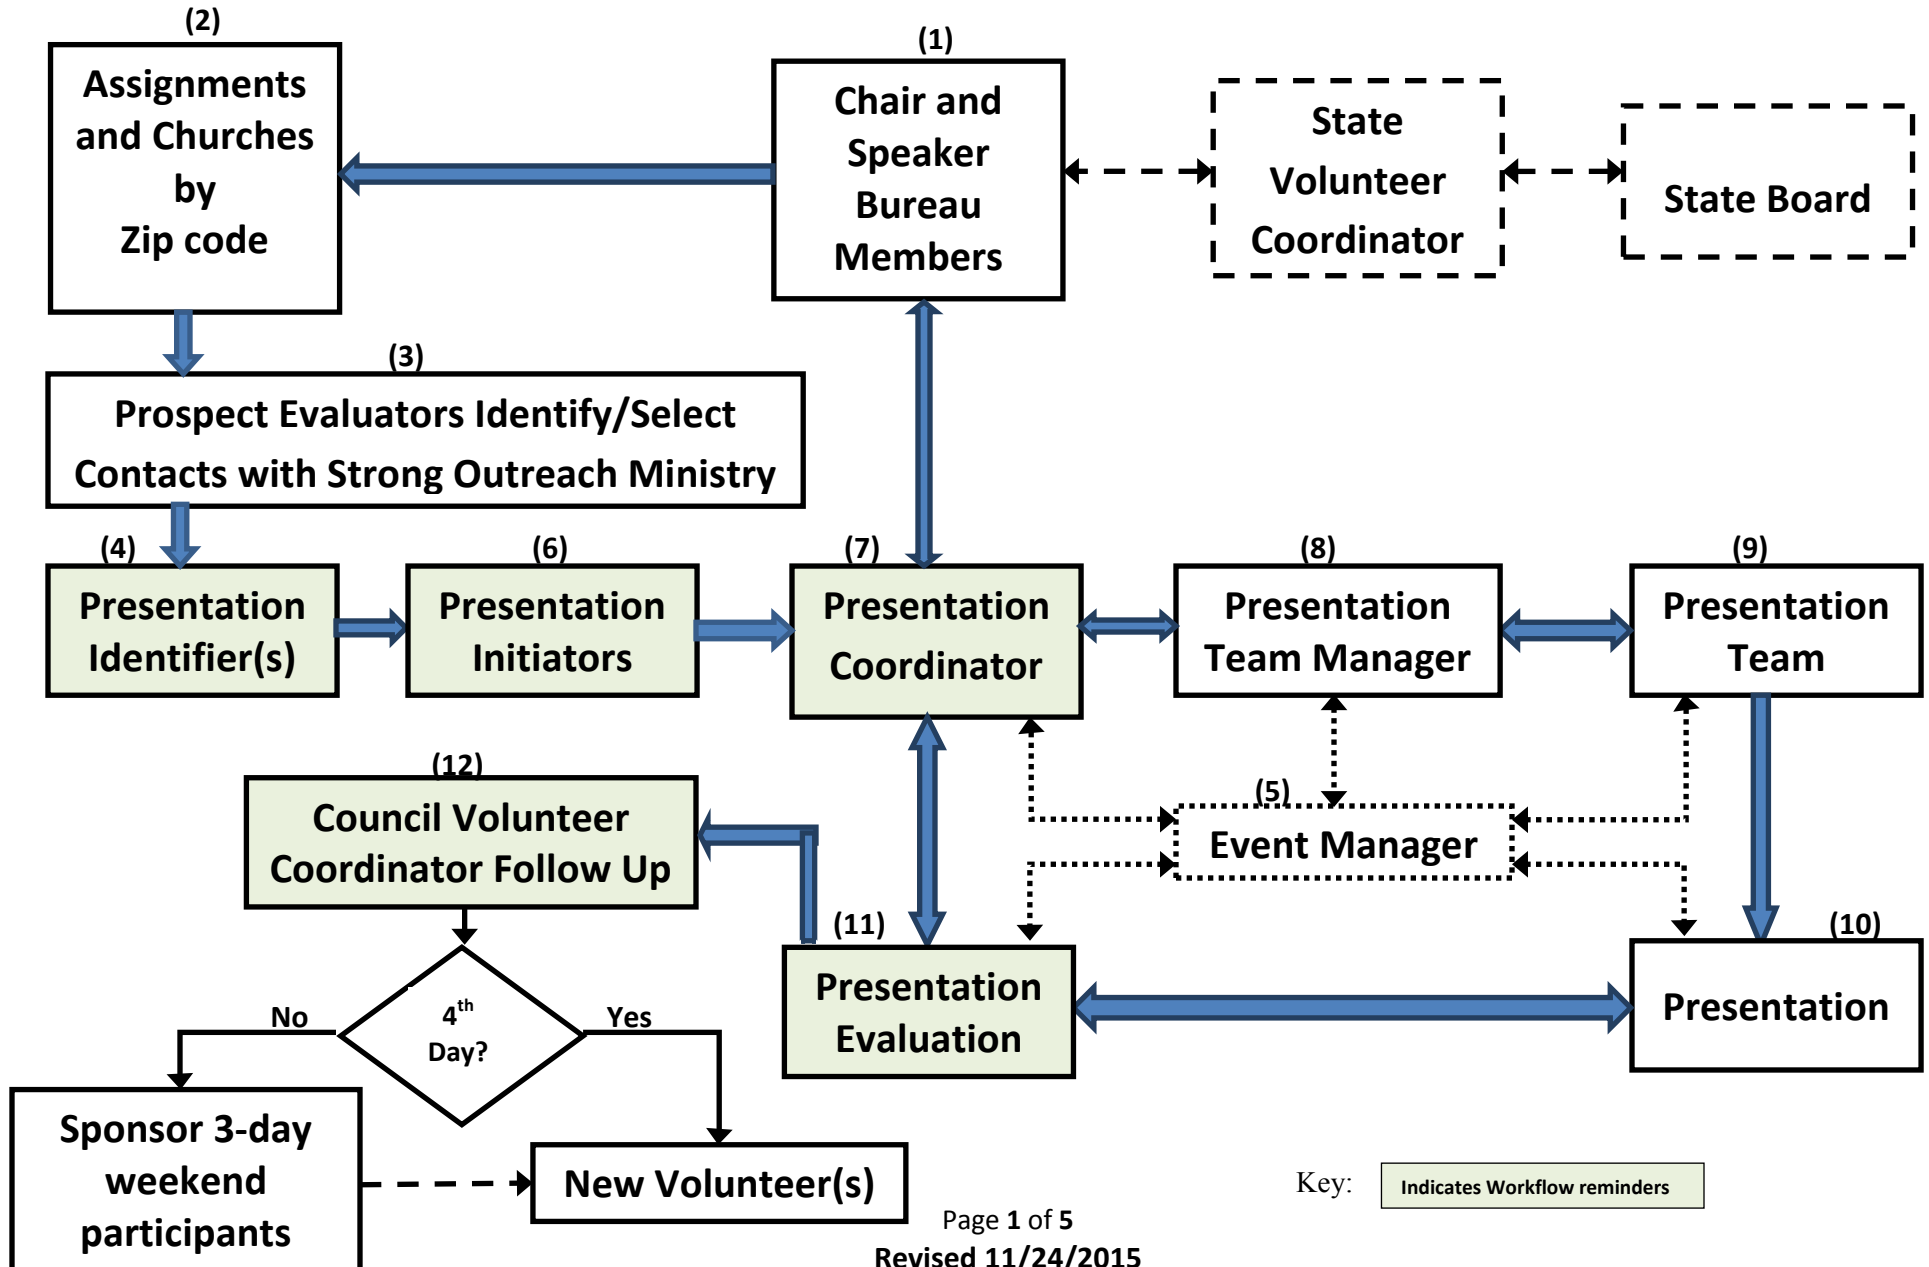 (2)
Assignments
and Churches
by
Zip code
(1)
Chair and
Speaker
Bureau
Members
State
Volunteer
Coordinator
State Board
(3)
Prospect Evaluators Identify/Select
Contacts with Strong Outreach Ministry
(4)
Presentation
Identifier(s)
(6)
Presentation
Initiators
(7)
Presentation
Coordinator
(8)
Presentation
Team Manager
(9)
Presentation
Team
(12)
Council Volunteer
Coordinator Follow Up
(5)
Event Manager
(11)
Presentation
Evaluation
(10)
Presentation
No
4th
Day?
Yes
Sponsor 3-day
weekend
participants
New Volunteer(s)
Key:
Indicates Workflow reminders
Page 1 of 5
Revised 11/24/2015